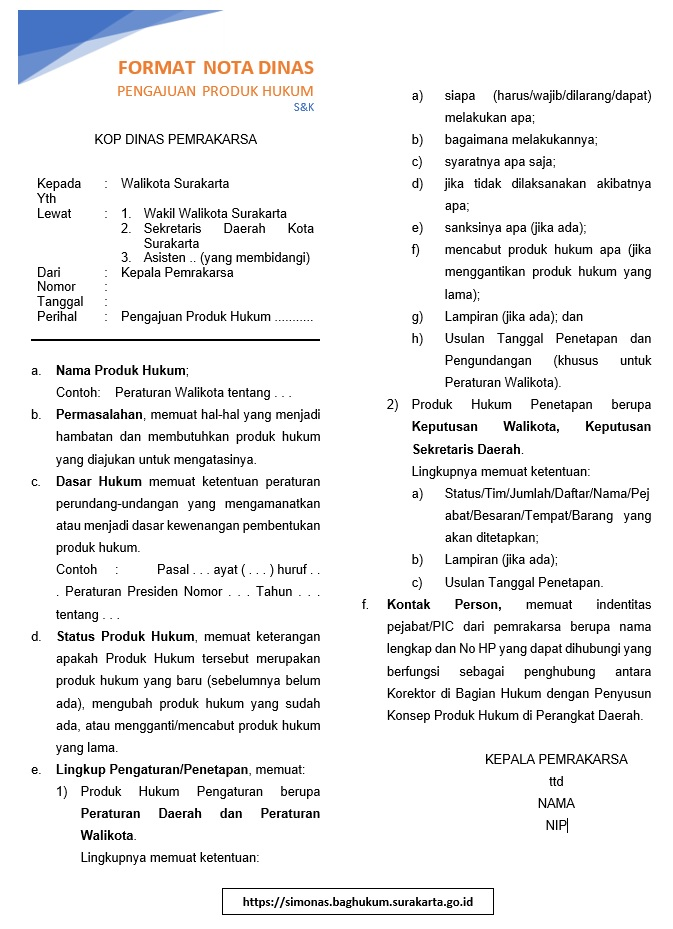 FORMAT NOTA DINAS
PENGAJUAN PRODUK HUKUM
S&K
KOP DINAS PEMRAKARSA
Kepada Yth : Walikota Surakarta
Lewat : 1. Wakil Walikota Surakarta
2. Sekretaris Daerah Kota
Surakarta
3. Asisten .. (yang membidangi)
Dari : Kepala Pemrakarsa
Nomor :
Tanggal :
Perihal : Pengajuan Produk Hukum ...........
a. Nama Produk Hukum;
Contoh: Peraturan Walikota tentang . . .
b. Permasalahan, memuat hal-hal yang menjadi
hambatan dan membutuhkan produk hukum
yang diajukan untuk mengatasinya.
c. Dasar Hukum memuat ketentuan peraturan
perundang-undangan yang mengamanatkan
atau menjadi dasar kewenangan pembentukan
produk hukum.
Contoh : Pasal . . . ayat ( . . . ) huruf . .
. Peraturan Presiden Nomor . . . Tahun . . .
tentang . . .
d. Status Produk Hukum, memuat keterangan
apakah Produk Hukum tersebut merupakan
produk hukum yang baru (sebelumnya belum
ada), mengubah produk hukum yang sudah
ada, atau mengganti/mencabut produk hukum
yang lama.
e. Lingkup Pengaturan/Penetapan, memuat:
1) Produk Hukum Pengaturan berupa
Peraturan Daerah dan Peraturan
Walikota.
Lingkupnya memuat ketentuan:
a) siapa (harus/wajib/dilarang/dapat)
melakukan apa;
b) bagaimana melakukannya;
c) syaratnya apa saja;
d) jika tidak dilaksanakan akibatnya
apa;
e) sanksinya apa (jika ada);
f) mencabut produk hukum apa (jika
menggantikan produk hukum yang
lama);
g) Lampiran (jika ada); dan
h) Usulan Tanggal Penetapan dan
Pengundangan (khusus untuk
Peraturan Walikota).
2) Produk Hukum Penetapan berupa
Keputusan Walikota, Keputusan
Sekretaris Daerah.
Lingkupnya memuat ketentuan:
a) Status/Tim/Jumlah/Daftar/Nama/Pej
abat/Besaran/Tempat/Barang yang
akan ditetapkan;
b) Lampiran (jika ada);
c) Usulan Tanggal Penetapan.
f. Kontak Person, memuat indentitas
pejabat/PIC dari pemrakarsa berupa nama
lengkap dan No HP yang dapat dihubungi yang
berfungsi sebagai penghubung antara
Korektor di Bagian Hukum dengan Penyusun
Konsep Produk Hukum di Perangkat Daerah.
KEPALA PEMRAKARSA
ttd
NAMA
NIP
https://simonas.baghukum.surakarta.go.id